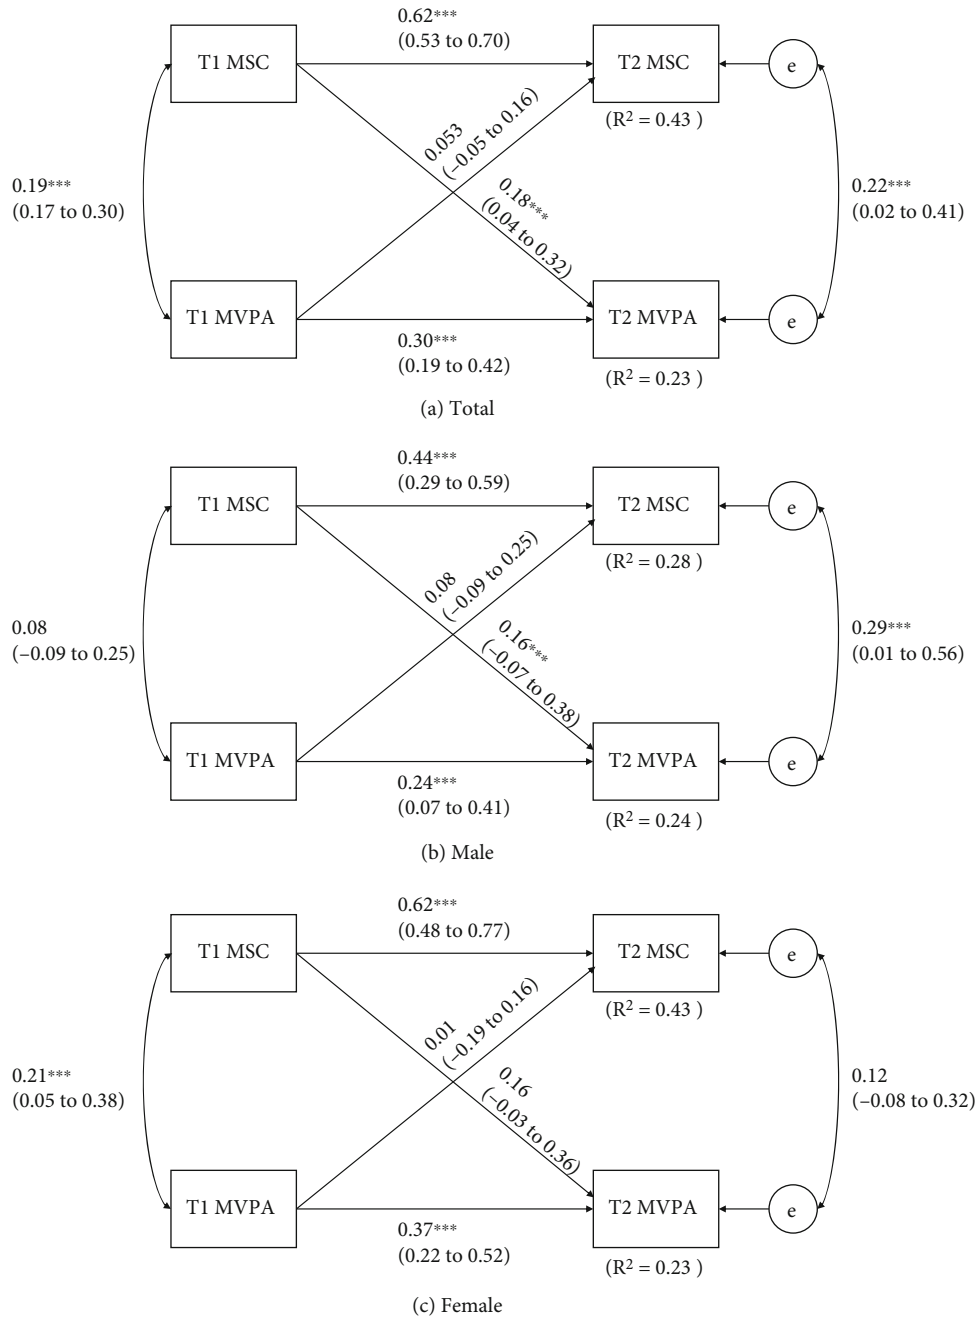 0.62***
(0.53 to 0.70)
T1 MSC
T2 MSC
e
(R² = 0.43 )
0.053
(−0.05 to 0.16)
0.18***
(0.04 to 0.32)
0.19***
(0.17 to 0.30)
0.22***
(0.02 to 0.41)
T1 MVPA
T2 MVPA
e
0.30***
(0.19 to 0.42)
(R² = 0.23 )
(a) Total
0.44***
(0.29 to 0.59)
T1 MSC
T2 MSC
e
(R² = 0.28 )
0.08
(−0.09 to 0.25)
0.16***
(−0.07 to 0.38)
0.08
(−0.09 to 0.25)
0.29***
(0.01 to 0.56)
T1 MVPA
T2 MVPA
e
0.24***
(0.07 to 0.41)
(R² = 0.24 )
(b) Male
0.62***
(0.48 to 0.77)
T1 MSC
T2 MSC
e
(R² = 0.43 )
0.01
(−0.19 to 0.16)
0.16
(−0.03 to 0.36)
0.21***
(0.05 to 0.38)
0.12
(−0.08 to 0.32)
T1 MVPA
T2 MVPA
e
0.37***
(0.22 to 0.52)
(R² = 0.23 )
(c) Female